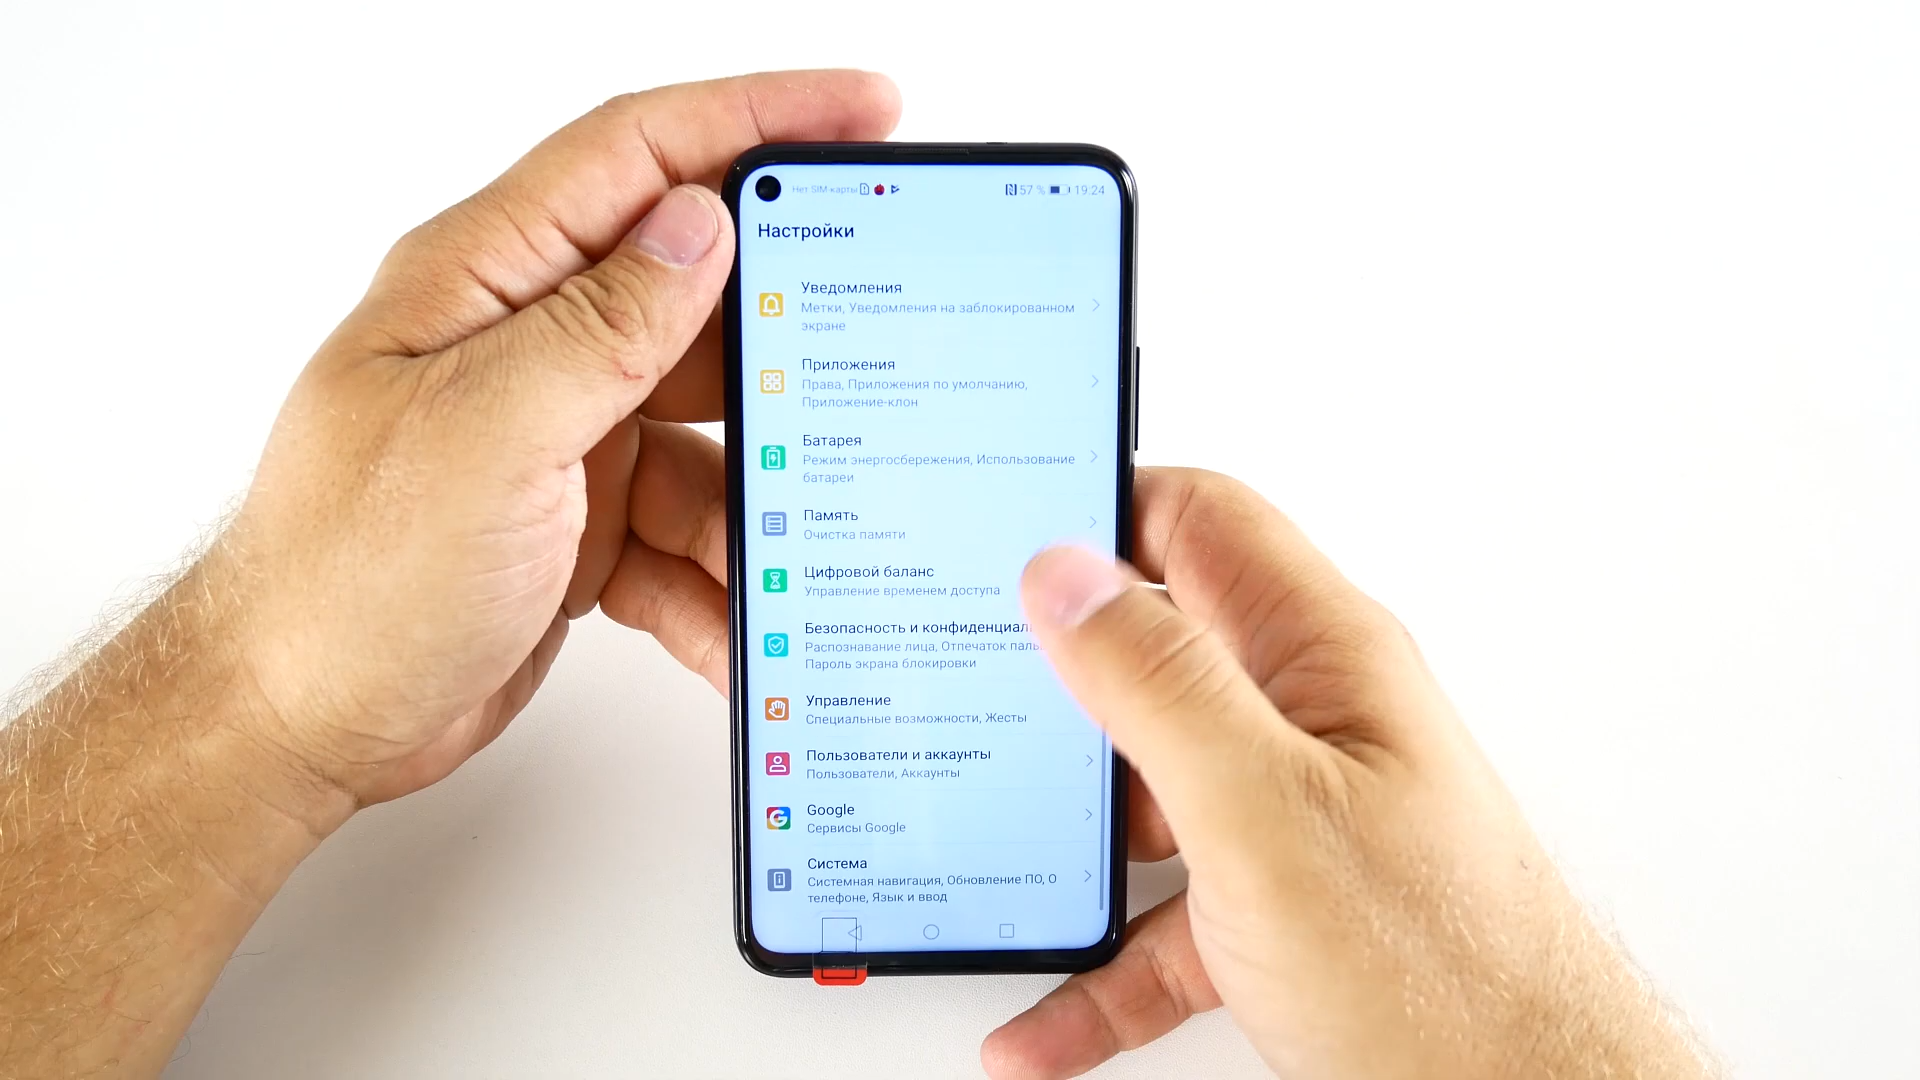 Нет SIM-карты 57 % 19:24
Настройки
Уведомления
Метки, Уведомления на заблокированном
экране
Приложения
Права, Приложения по умолчанию,
Приложение-клон
Батарея
Режим энергосбережения, Использование
батареи
Память
Очистка памяти
Цифровой баланс
Управление временем доступа
Безопасность и конфиденциал
Распознавание лица, Отпечаток паль
Пароль экрана блокировки
Управление
Специальные возможности, Жесты
Пользователи и аккаунты
Пользователи, Аккаунты
Google
Сервисы Google
Система
Системная навигация, Обновление ПО, О
телефоне, Язык и ввод